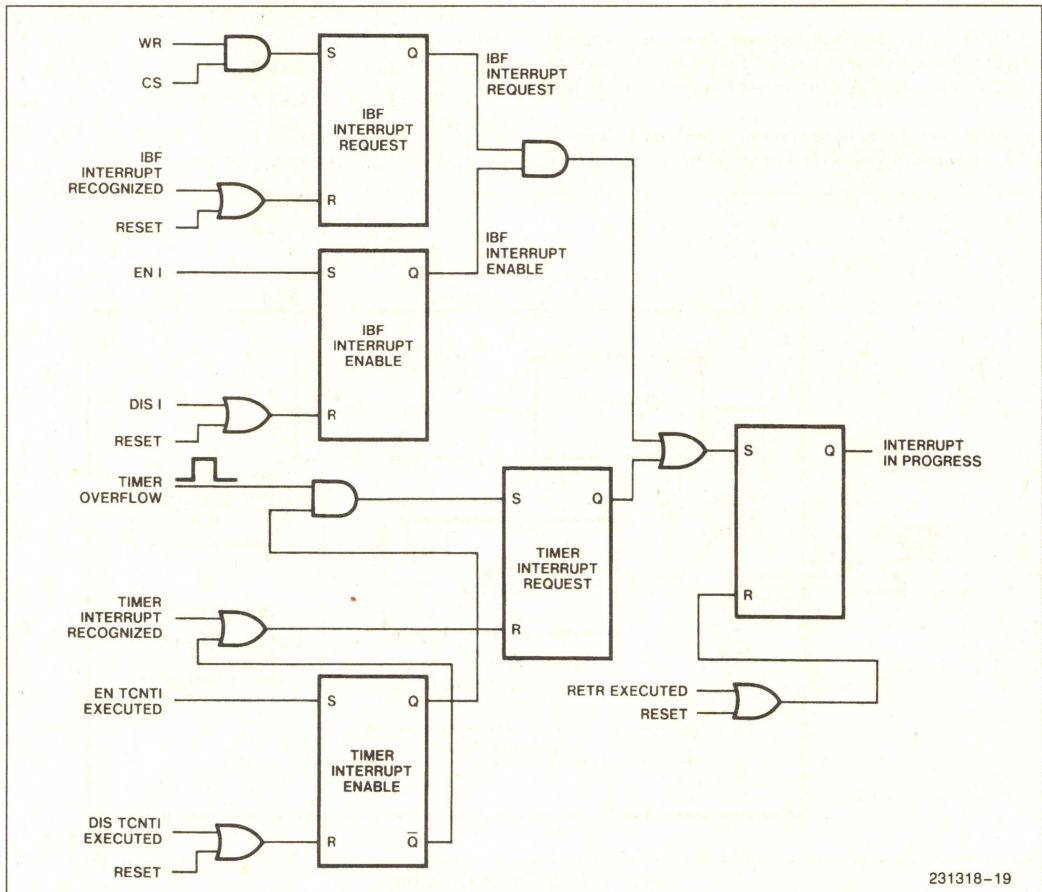 WR
CS
S
Q
IBF
INTERRUPT
REQUEST
R
IBF
INTERRUPT
REQUEST
IBF
INTERRUPT
RECOGNIZED
RESET
EN I
S
Q
IBF
INTERRUPT
ENABLE
R
IBF
INTERRUPT
ENABLE
DIS I
RESET
TIMER
OVERFLOW
S
Q
TIMER
INTERRUPT
REQUEST
R
S
Q
R
INTERRUPT
IN PROGRESS
TIMER
INTERRUPT
RECOGNIZED
EN TCNTI
EXECUTED
S
Q
TIMER
INTERRUPT
ENABLE
R
Q̅
RETR EXECUTED
RESET
DIS TCNTI
EXECUTED
RESET
231318–19